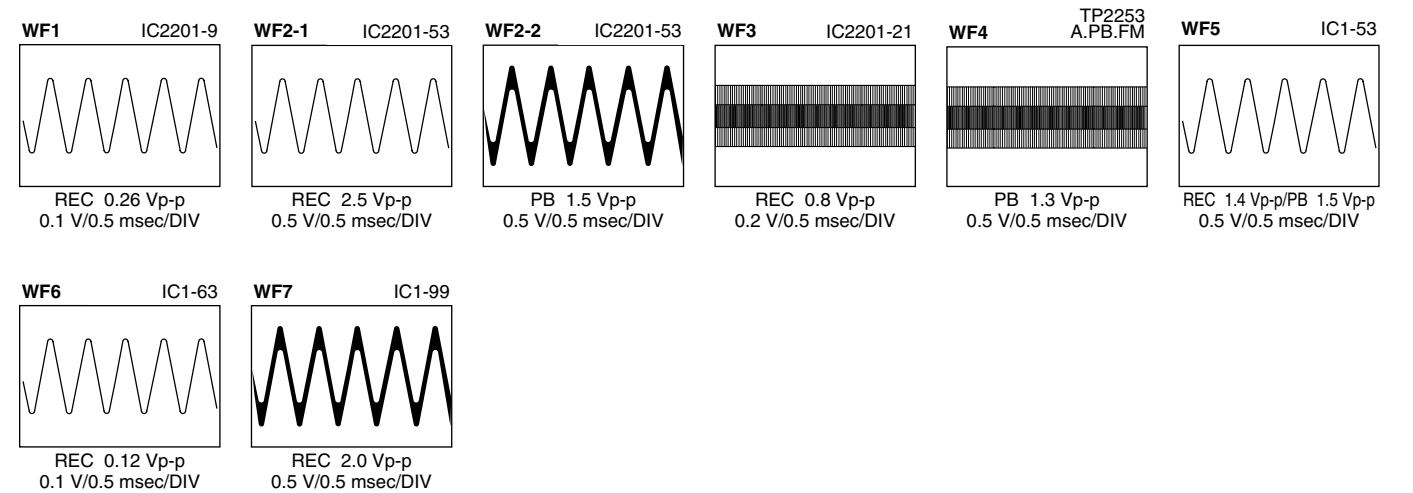 WF1 IC2201-9
REC 0.26 Vp-p
0.1 V/0.5 msec/DIV
WF2-1 IC2201-53
REC 2.5 Vp-p
0.5 V/0.5 msec/DIV
WF2-2 IC2201-53
PB 1.5 Vp-p
0.5 V/0.5 msec/DIV
WF3 IC2201-21
REC 0.8 Vp-p
0.2 V/0.5 msec/DIV
TP2253
WF4 A.PB.FM
PB 1.3 Vp-p
0.5 V/0.5 msec/DIV
WF5 IC1-53
REC 1.4 Vp-p/PB 1.5 Vp-p
0.5 V/0.5 msec/DIV
WF6 IC1-63
REC 0.12 Vp-p
0.1 V/0.5 msec/DIV
WF7 IC1-99
REC 2.0 Vp-p
0.5 V/0.5 msec/DIV